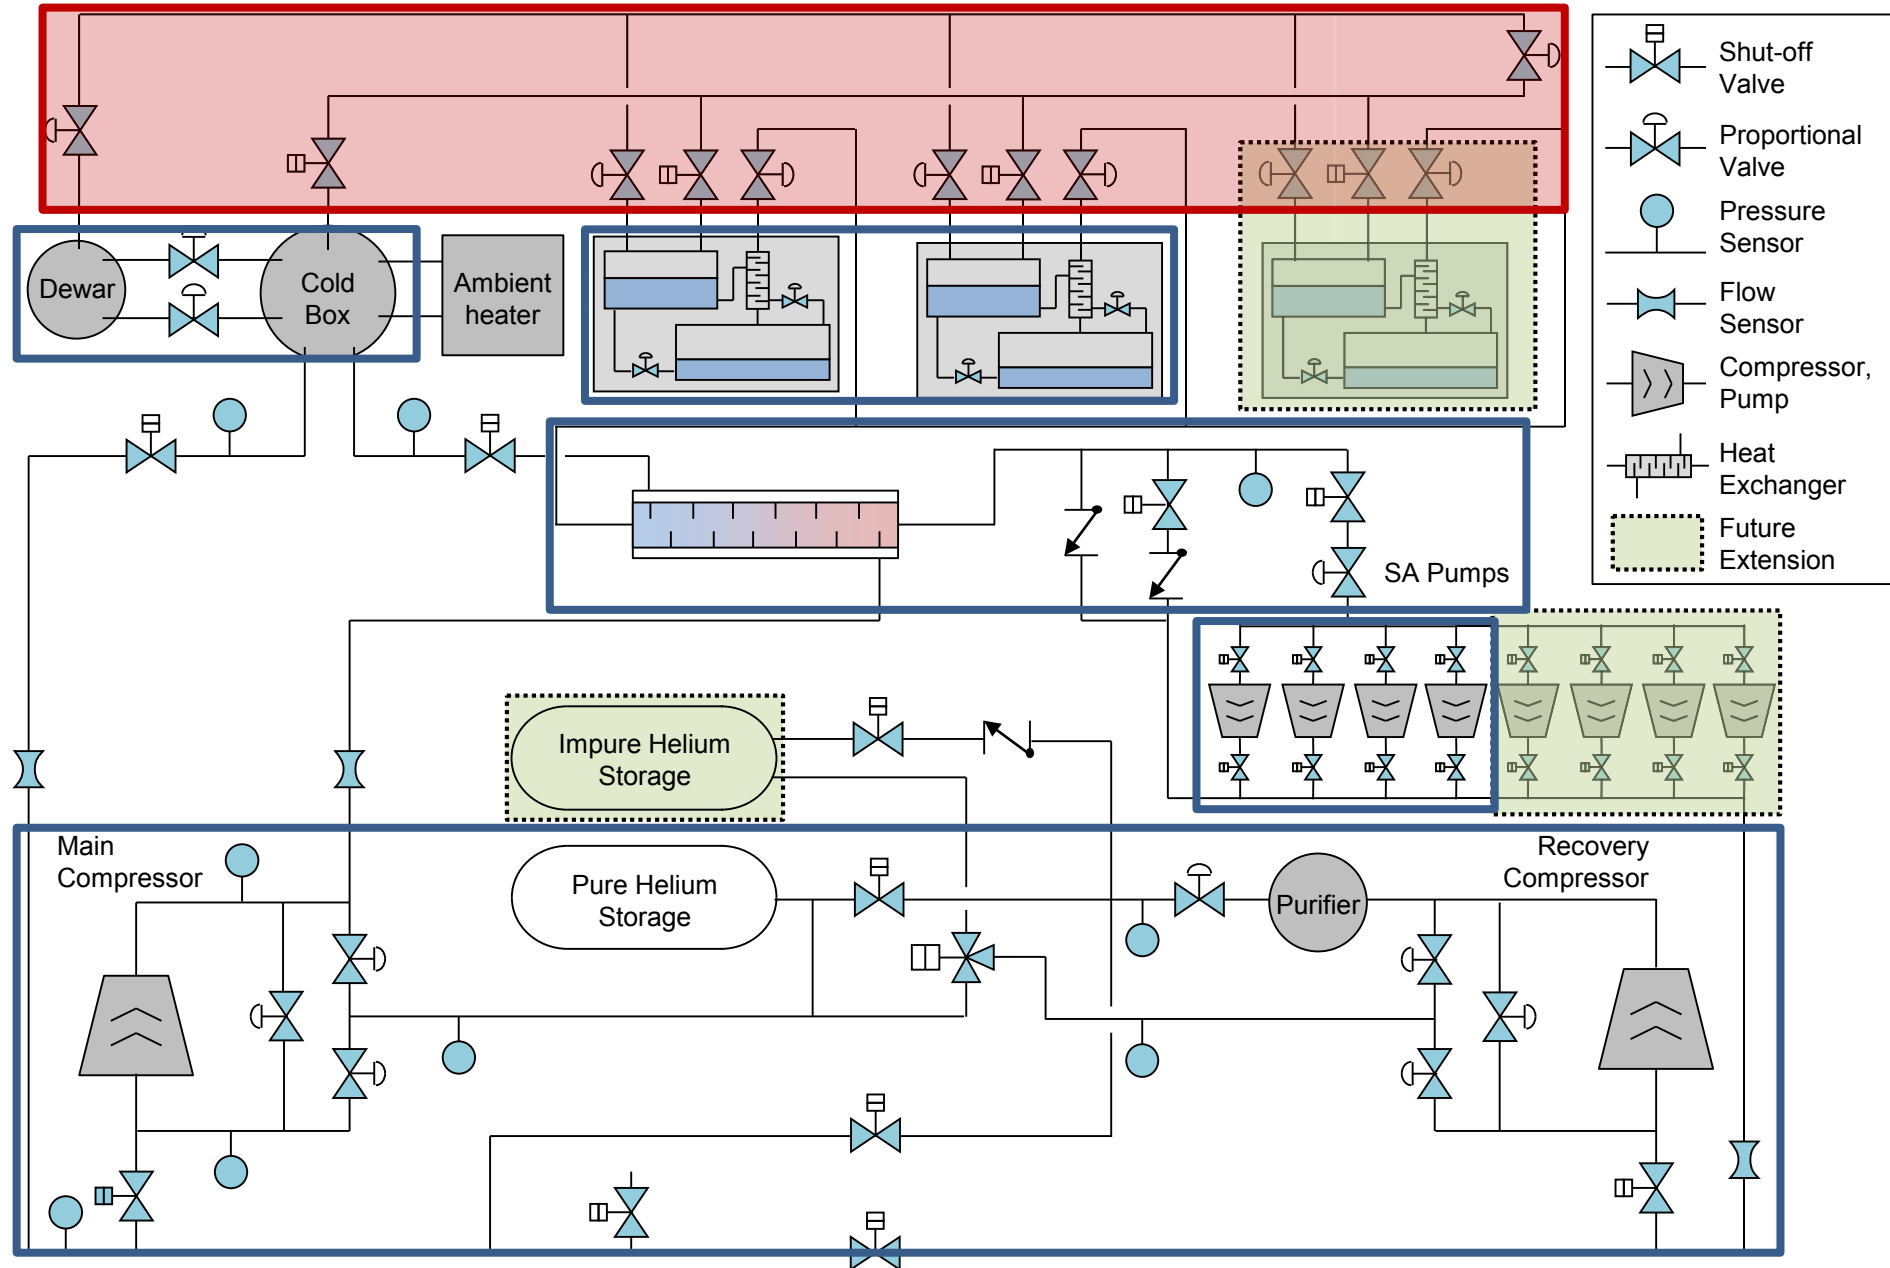 Shut-off
Valve
Proportional
Valve
Pressure
Sensor
Flow
Sensor
Compressor,
Pump
Heat
Exchanger
Future
Extension
Dewar
Cold
Box
Ambient
heater
SA Pumps
Impure Helium
Storage
Main
Compressor
Pure Helium
Storage
Purifier
Recovery
Compressor